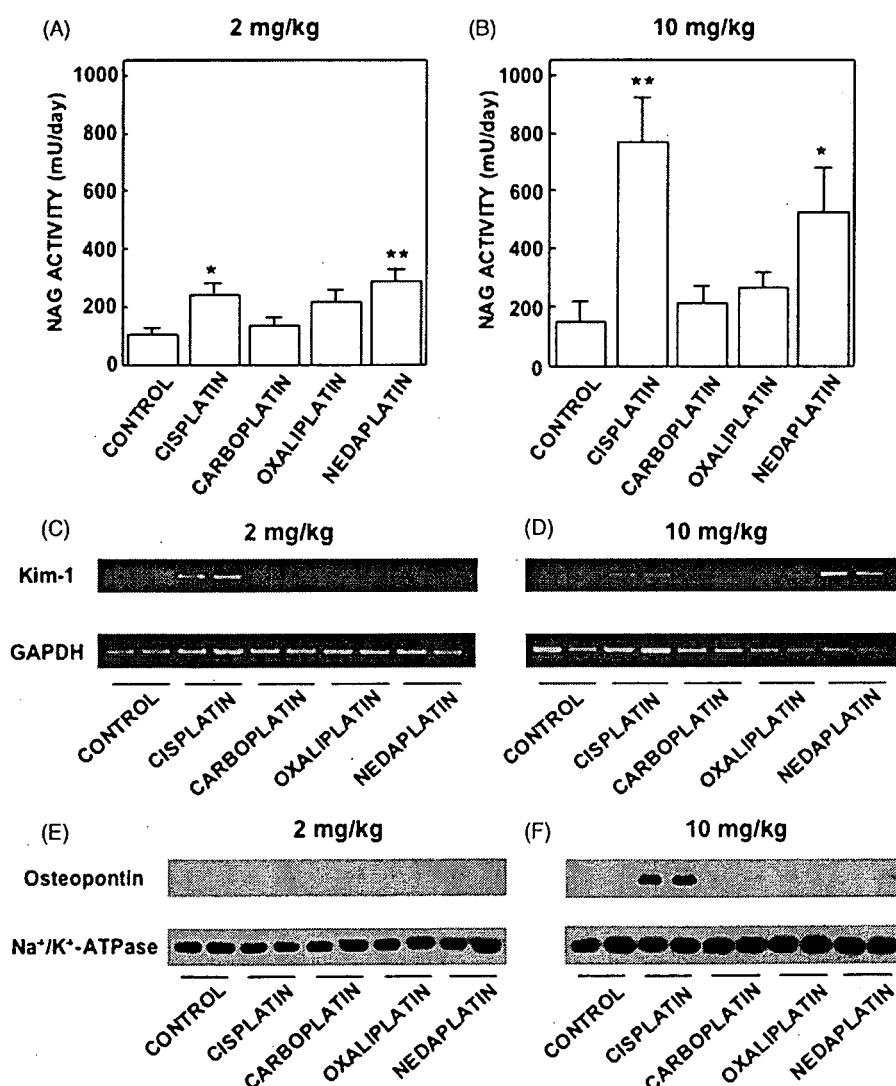 (A) 2 mg/kg
(B) 10 mg/kg
NAG ACTIVITY (mU/day)
1000
800
600
400
200
0
*
**
CONTROL
CISPLATIN
CARBOPLATIN
OXALIPLATIN
NEDAPLATIN
NAG ACTIVITY (mU/day)
1000
800
600
400
200
0
**
*
CONTROL
CISPLATIN
CARBOPLATIN
OXALIPLATIN
NEDAPLATIN
(C) 2 mg/kg
(D) 10 mg/kg
Kim-1
GAPDH
CONTROL
CISPLATIN
CARBOPLATIN
OXALIPLATIN
NEDAPLATIN
CONTROL
CISPLATIN
CARBOPLATIN
OXALIPLATIN
NEDAPLATIN
(E) 2 mg/kg
(F) 10 mg/kg
Osteopontin
Na⁺/K⁺-ATPase
CONTROL
CISPLATIN
CARBOPLATIN
OXALIPLATIN
NEDAPLATIN
CONTROL
CISPLATIN
CARBOPLATIN
OXALIPLATIN
NEDAPLATIN